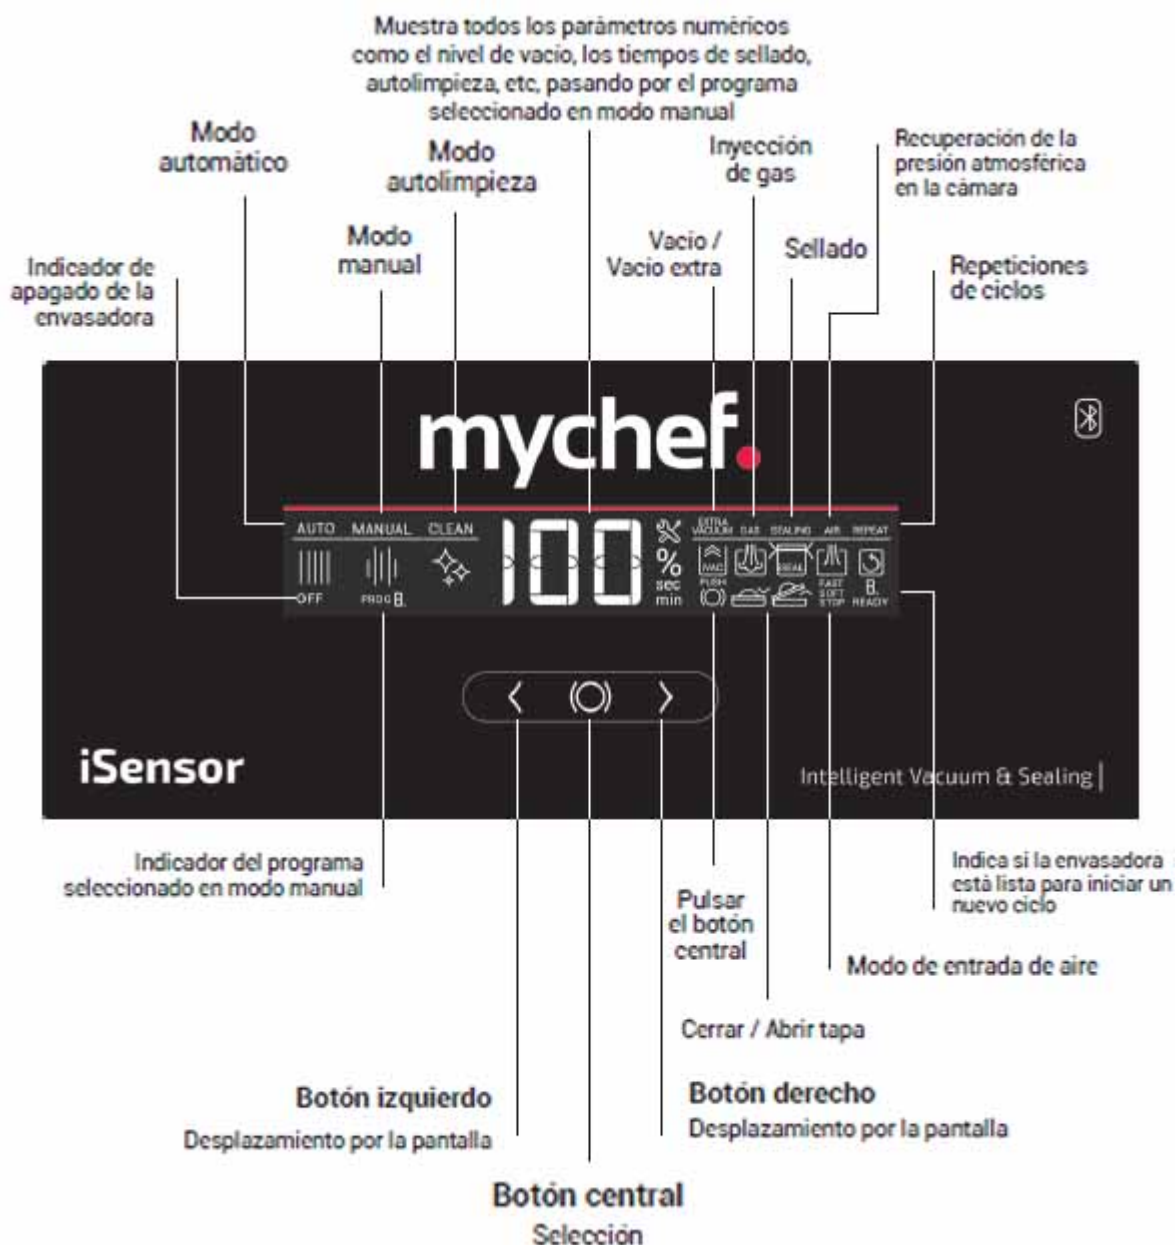 Muestra todos los parámetros numéricos
como el nivel de vacío, los tiempos de sellado,
autolimpieza, etc, pasando por el programa
seleccionado en modo manual
Modo
automático
Modo
autolimpieza
Inyección
de gas
Recuperación de la
presión atmosférica
en la cámara
Modo
manual
Vacío /
Vacío extra
Sellado
Indicador de
apagado de la
envasadora
Repeticiones
de ciclos
mychef.
AUTO MANUAL CLEAN
100
%
sec
min
EXTRA
VACUUM GAS SEALING AIR REPEAT
VAC
SEAL
OFF
PROG 8.
PUSH
FAST
SOFT
STOP
8.
READY
iSensor
Intelligent Vacuum & Sealing
Indicador del programa
seleccionado en modo manual
Pulsar
el botón
central
Indica si la envasadora
está lista para iniciar un
nuevo ciclo
Modo de entrada de aire
Cerrar / Abrir tapa
Botón izquierdo
Desplazamiento por la pantalla
Botón derecho
Desplazamiento por la pantalla
Botón central
Selección